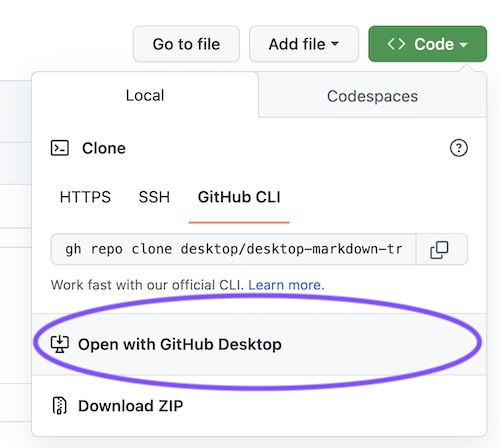 Go to file
Add file
<> Code
Local
Codespaces
Clone
HTTPS
SSH
GitHub CLI
gh repo clone desktop/desktop-markdown-tr
Work fast with our official CLI. Learn more.
Open with GitHub Desktop
Download ZIP